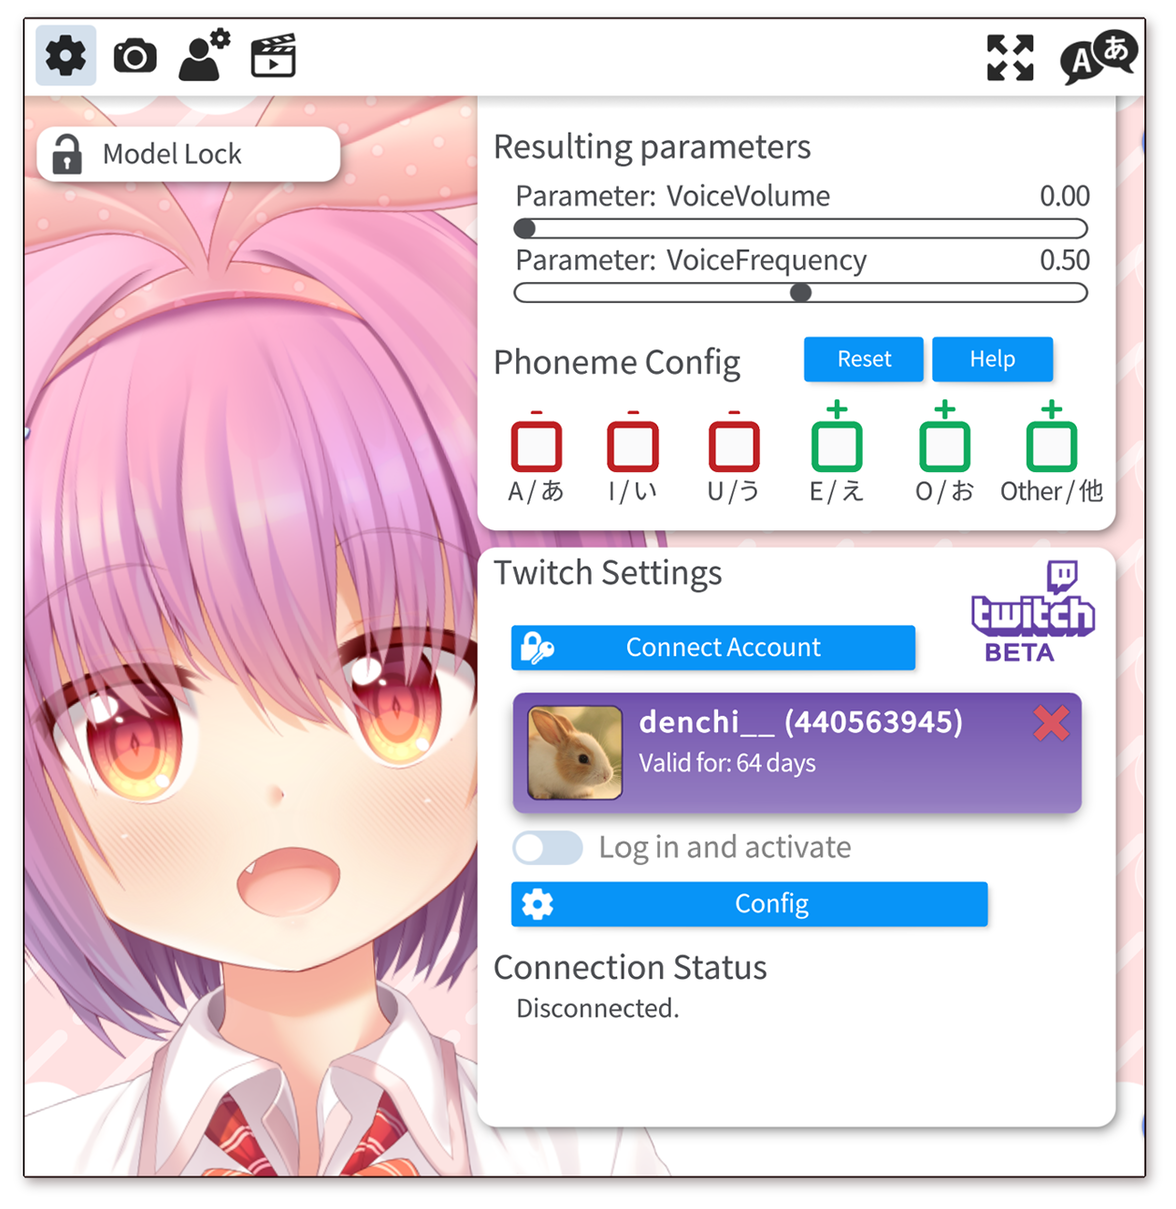 A あ
Model Lock
Resulting parameters
Parameter: VoiceVolume 0.00
Parameter: VoiceFrequency 0.50
Phoneme Config
Reset
Help
- - - + + +
A/あ I/い U/う E/え O/お Other/他
Twitch Settings
twitch
BETA
Connect Account
denchi__ (440563945)
Valid for: 64 days
Log in and activate
Config
Connection Status
Disconnected.